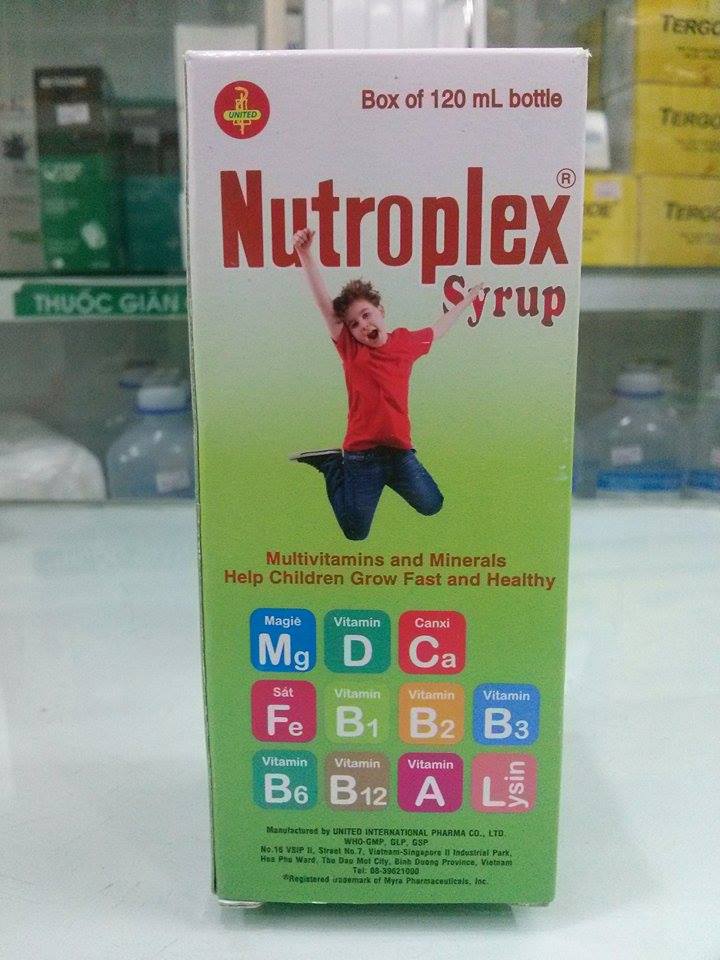 UNITED
Box of 120 mL bottle
Nutroplex®
Syrup
Multivitamins and Minerals
Help Children Grow Fast and Healthy
Magiê
Mg
Vitamin
D
Canxi
Ca
Sắt
Fe
Vitamin
B1
Vitamin
B2
Vitamin
B3
Vitamin
B6
Vitamin
B12
Vitamin
A
Lysin
Manufactured by UNITED INTERNATIONAL PHARMA CO., LTD.
WHO-GMP, GLP, GSP
No.16 VSIP II, Street No.7, Vietnam-Singapore II Industrial Park,
Hoa Phu Ward, Thu Dau Mot City, Binh Duong Province, Vietnam
Tel: 08-39621000
®Registered trademark of Myra Pharmaceuticals, Inc.
THUỐC GIÃN
TERGO
TERGO
TERGO